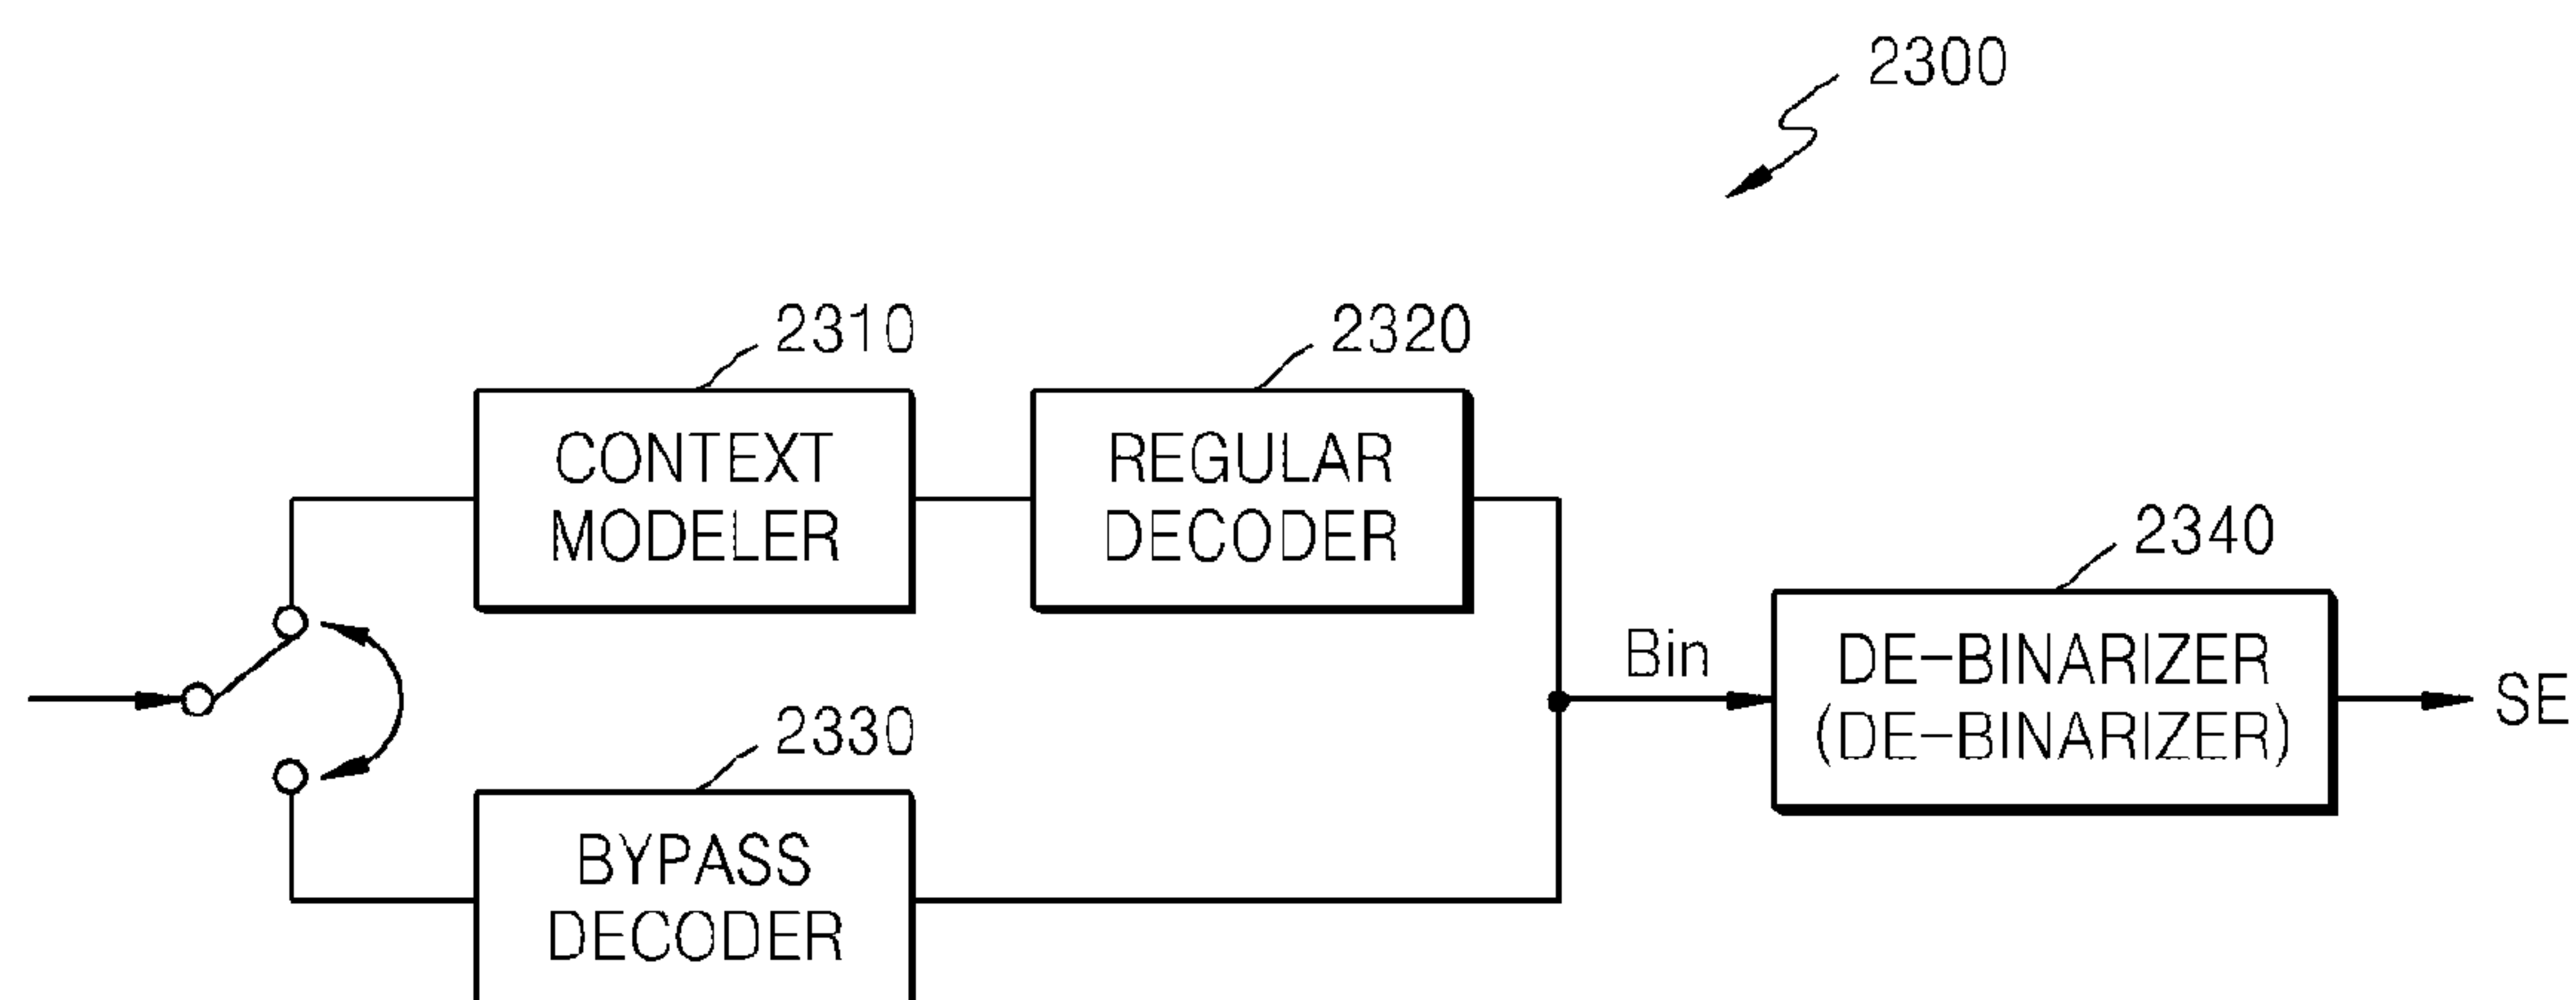 2300
2310
2320
CONTEXT
MODELER
REGULAR
DECODER
2340
Bin
DE-BINARIZER
(DE-BINARIZER)
SE
2330
BYPASS
DECODER